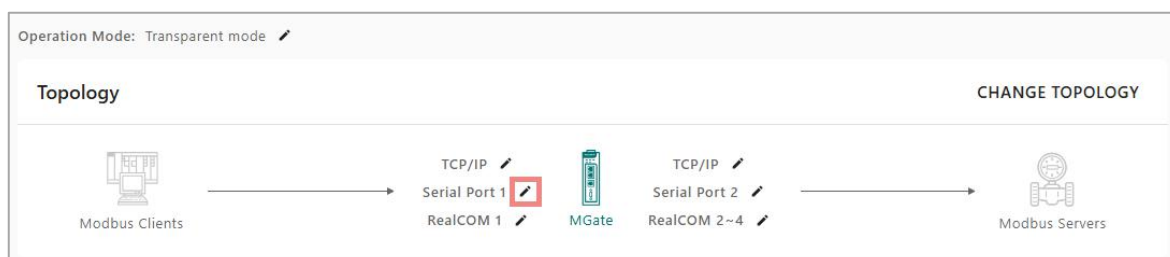 Operation Mode: Transparent mode
Topology
CHANGE TOPOLOGY
TCP/IP
TCP/IP
Serial Port 1
Serial Port 2
Modbus Clients
RealCOM 1
MGate
RealCOM 2~4
Modbus Servers